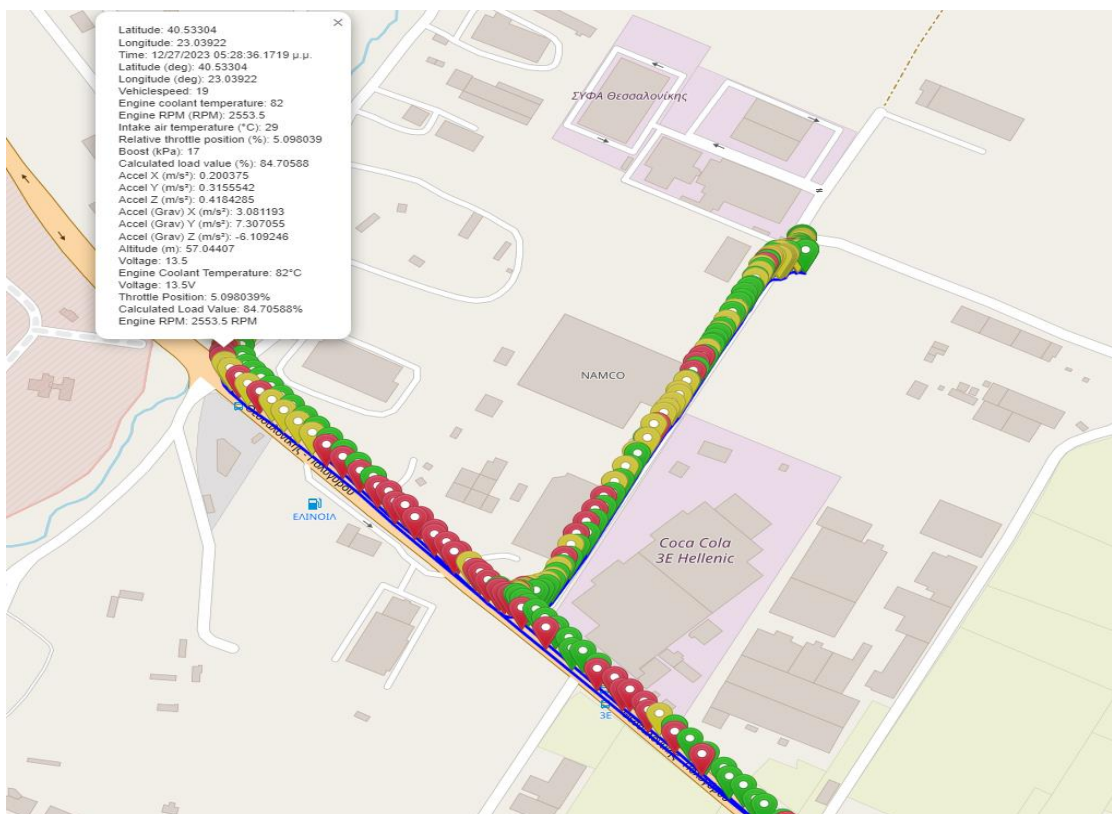 ×
Latitude: 40.53304
Longitude: 23.03922
Time: 12/27/2023 05:28:36.1719 μ.μ.
Latitude (deg): 40.53304
Longitude (deg): 23.03922
Vehiclespeed: 19
Engine coolant temperature: 82
Engine RPM (RPM): 2553.5
Intake air temperature (°C): 29
Relative throttle position (%): 5.098039
Boost (kPa): 17
Calculated load value (%): 84.70588
Accel X (m/s²): 0.200375
Accel Y (m/s²): 0.3155542
Accel Z (m/s²): 0.4184285
Accel (Grav) X (m/s²): 3.081193
Accel (Grav) Y (m/s²): 7.307055
Accel (Grav) Z (m/s²): -6.109246
Altitude (m): 57.04407
Voltage: 13.5
Engine Coolant Temperature: 82°C
Voltage: 13.5V
Throttle Position: 5.098039%
Calculated Load Value: 84.70588%
Engine RPM: 2553.5 RPM
ΣΥΦΑ Θεσσαλονίκης
NAMCO
ΕΛΙΝΟΙΛ
Coca Cola
3E Hellenic
3E